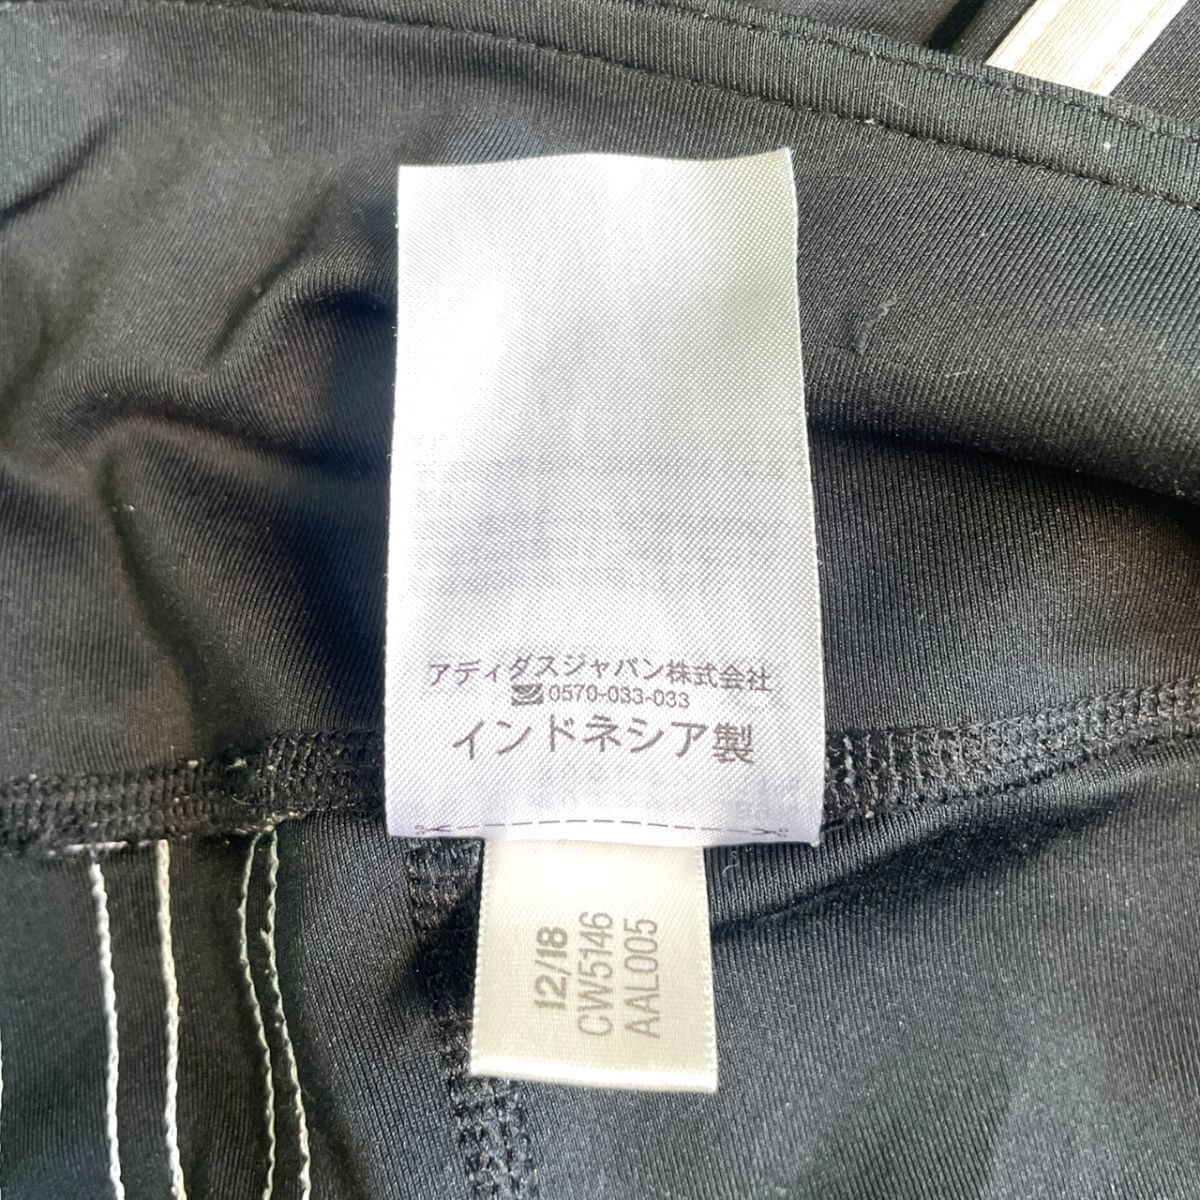 アディダスジャパン株式会社
☎0570-033-033
インドネシア製
12/18
CW5146
AAL005